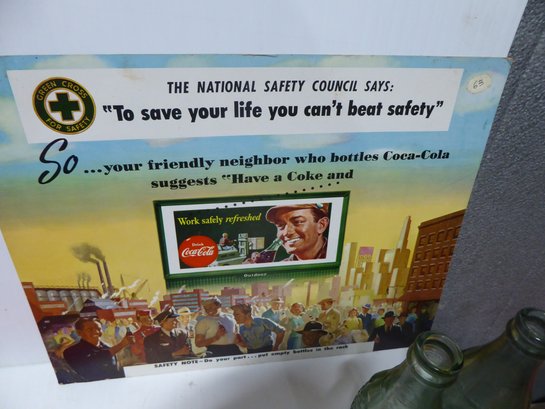 63
GREEN CROSS
FOR SAFETY
THE NATIONAL SAFETY COUNCIL SAYS:
"To save your life you can't beat safety"
So ...your friendly neighbor who bottles Coca-Cola
suggests "Have a Coke and
Work safely refreshed
Drink
Coca-Cola
Outdoor
SAFETY NOTE—Do your part...put empty bottles in the rack